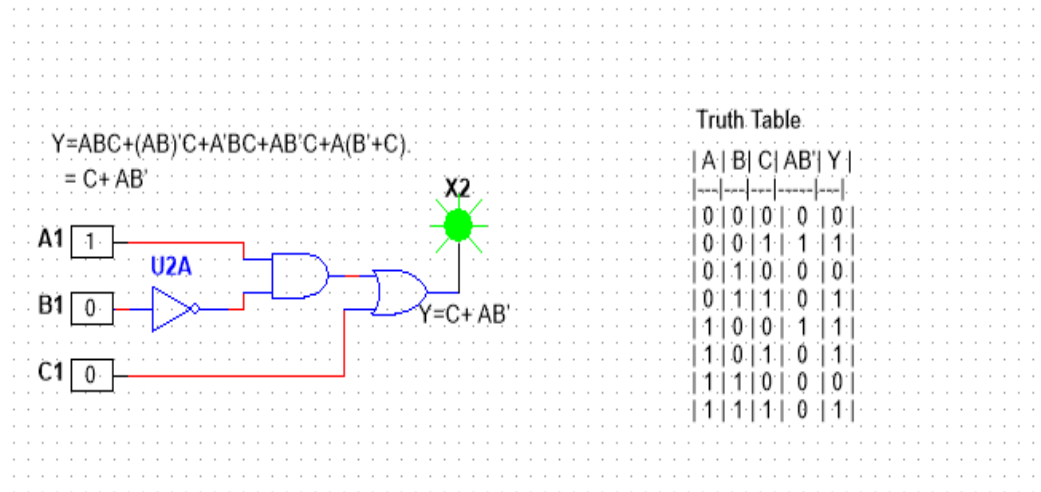 Y=ABC+(AB)'C+A'BC+AB'C+A(B'+C).
= C+ AB'
X2
A1 1
U2A
B1 0
Y=C+ AB'
C1 0
Truth Table
| A | B| C| AB'| Y |
|---|---|---|-----|---|
| 0 | 0 | 0 | 0 | 0 |
| 0 | 0 | 1 | 1 | 1 |
| 0 | 1 | 0 | 0 | 0 |
| 0 | 1 | 1 | 0 | 1 |
| 1 | 0 | 0 | 1 | 1 |
| 1 | 0 | 1 | 0 | 1 |
| 1 | 1 | 0 | 0 | 0 |
| 1 | 1 | 1 | 0 | 1 |